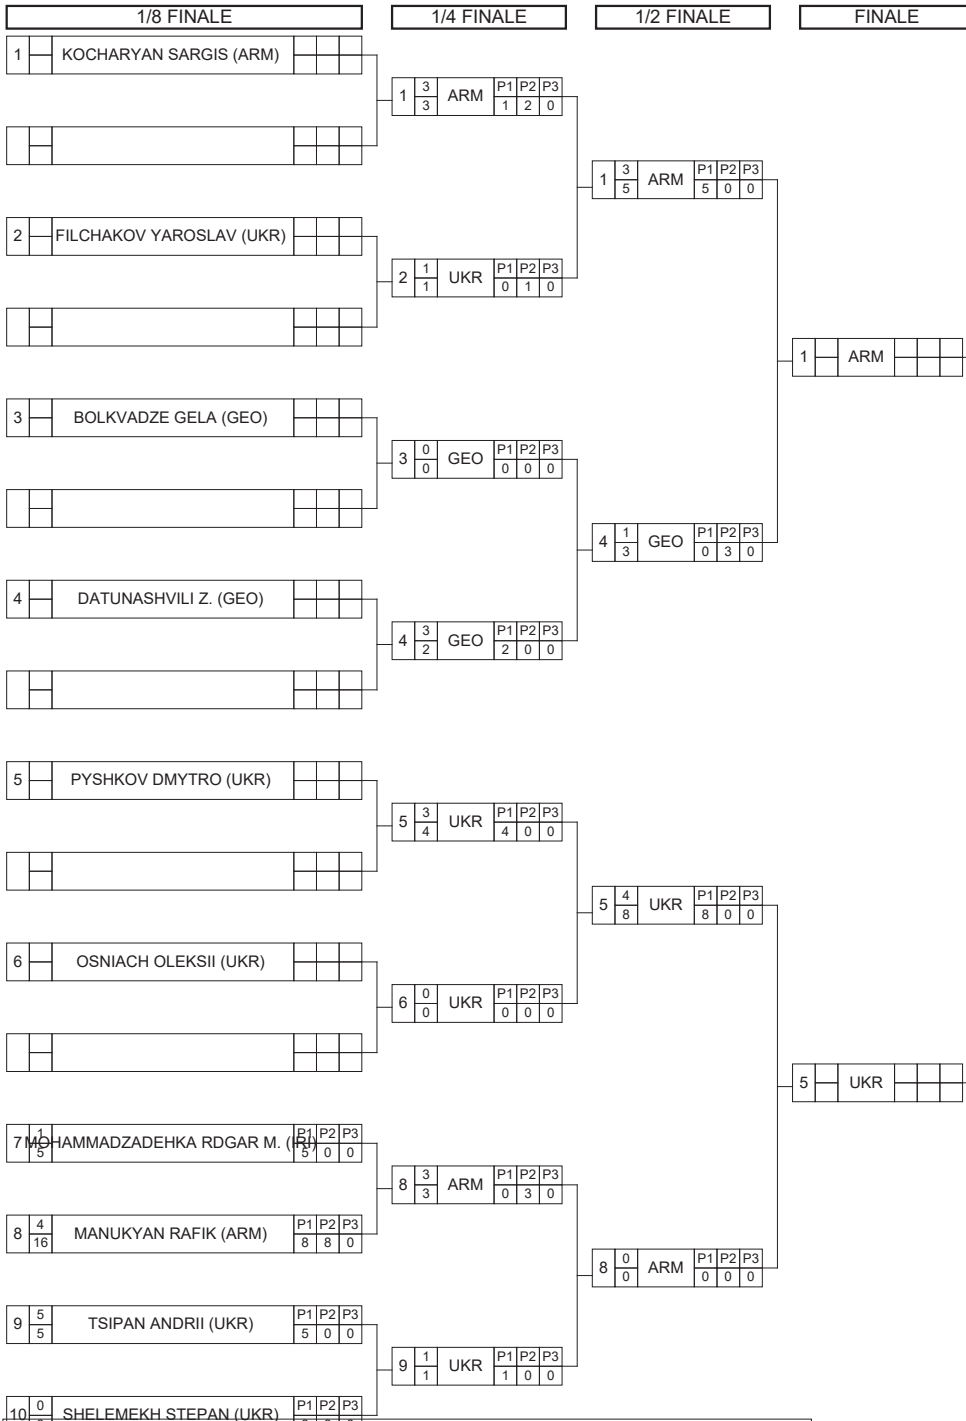 1/8 FINALE 1/4 FINALE 1/2 FINALE FINALE
1 KOCHARYAN SARGIS (ARM)
1 3 3 ARM P1 P2 P3 1 2 0
1 3 5 ARM P1 P2 P3 5 0 0
2 FILCHAKOV YAROSLAV (UKR)
2 1 1 UKR P1 P2 P3 0 1 0
1 ARM
3 BOLKVADZE GELA (GEO)
3 0 0 GEO P1 P2 P3 0 0 0
4 1 3 GEO P1 P2 P3 0 3 0
4 DATUNASHVILI Z. (GEO)
4 3 2 GEO P1 P2 P3 2 0 0
5 PYSHKOV DMYTRO (UKR)
5 3 4 UKR P1 P2 P3 4 0 0
5 4 8 UKR P1 P2 P3 8 0 0
6 OSNIACH OLEKSII (UKR)
6 0 0 UKR P1 P2 P3 0 0 0
5 UKR
7 1 5 MOHAMMADZADEHKA RDGAR M. (IRI) P1 P2 P3 5 0 0
8 3 3 ARM P1 P2 P3 0 3 0
8 4 16 MANUKYAN RAFIK (ARM) P1 P2 P3 8 8 0
8 0 0 ARM P1 P2 P3 0 0 0
9 5 5 TSIPAN ANDRII (UKR) P1 P2 P3 5 0 0
9 1 1 UKR P1 P2 P3 1 0 0
10 0 SHELEMEKH STEPAN (UKR) P1 P2 P3